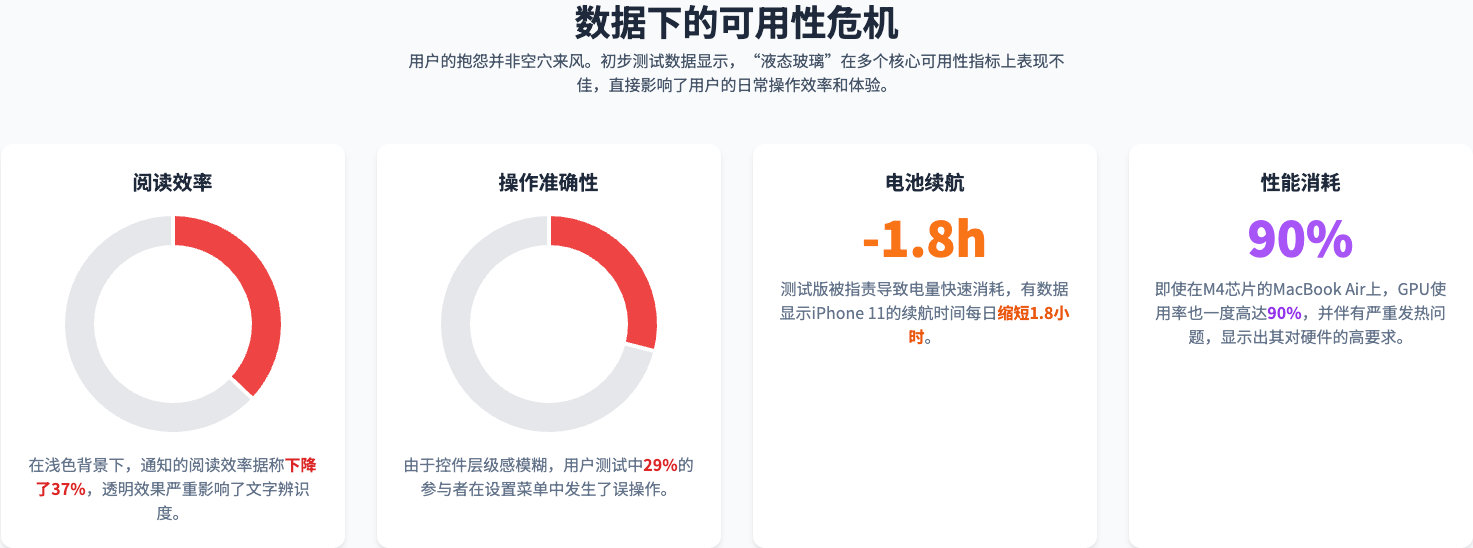 数据下的可用性危机
用户的抱怨并非空穴来风。初步测试数据显示，“液态玻璃”在多个核心可用性指标上表现不
佳，直接影响了用户的日常操作效率和体验。
阅读效率
在浅色背景下，通知的阅读效率据称下降
了37%，透明效果严重影响了文字辨识
度。
操作准确性
由于控件层级感模糊，用户测试中29%的
参与者在设置菜单中发生了误操作。
电池续航
-1.8h
测试版被指责导致电量快速消耗，有数据
显示iPhone 11的续航时间每日缩短1.8小
时。
性能消耗
90%
即使在M4芯片的MacBook Air上，GPU使
用率也一度高达90%，并伴有严重发热问
题，显示出其对硬件的高要求。